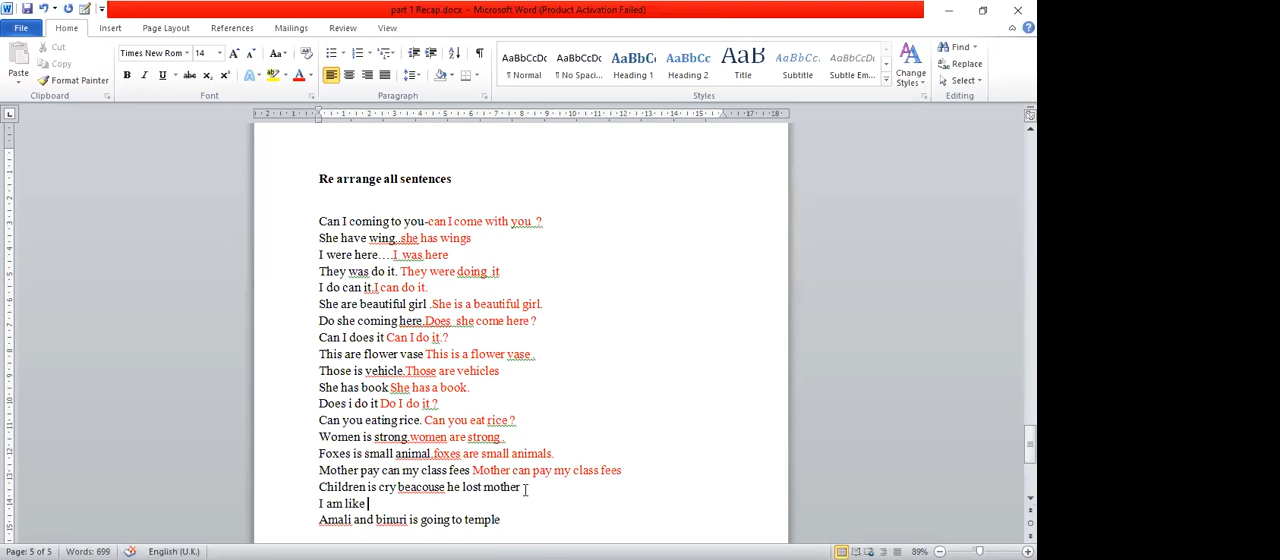 part 1 Recap.docx - Microsoft Word (Product Activation Failed)
File Home Insert Page Layout References Mailings Review View
Paste Cut Copy Format Painter
Times New Rom 14
AaBbCcDc AaBbCcDc AaBbC AaBbCc AaB AaBbCcL AaBbCcDd
¶ Normal ¶ No Spaci... Heading 1 Heading 2 Title Subtitle Subtle Em...
Change Styles
Find Replace Select
Clipboard Font Paragraph Styles Editing
Re arrange all sentences
Can I coming to you-can I come with you ?
She have wing..she has wings
I were here….I was here
They was do it. They were doing it
I do can it.I can do it.
She are beautiful girl .She is a beautiful girl.
Do she coming here.Does she come here ?
Can I does it Can I do it.?
This are flower vase This is a flower vase .
Those is vehicle.Those are vehicles
She has book She has a book.
Does i do it Do I do it ?
Can you eating rice. Can you eat rice ?
Women is strong.women are strong .
Foxes is small animal.foxes are small animals.
Mother pay can my class fees Mother can pay my class fees
Children is cry beacouse he lost mother
I am like
Amali and binuri is going to temple
Page: 5 of 5 Words: 699 English (U.K.) 89%